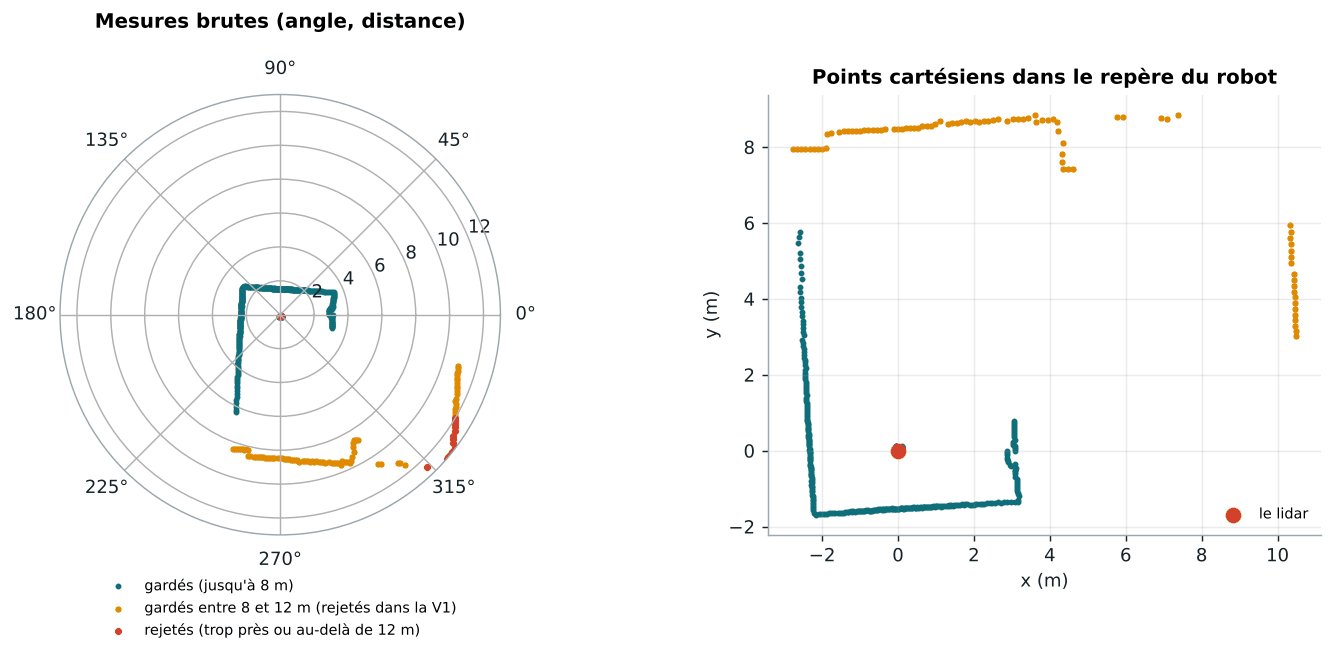 Mesures brutes (angle, distance)
90°
135°
45°
12
10
8
6
4
2
180°
0°
225°
315°
270°
gardés (jusqu'à 8 m)
gardés entre 8 et 12 m (rejetés dans la V1)
rejetés (trop près ou au-delà de 12 m)
Points cartésiens dans le repère du robot
8
6
4
2
0
−2
y (m)
le lidar
−2 0 2 4 6 8 10
x (m)